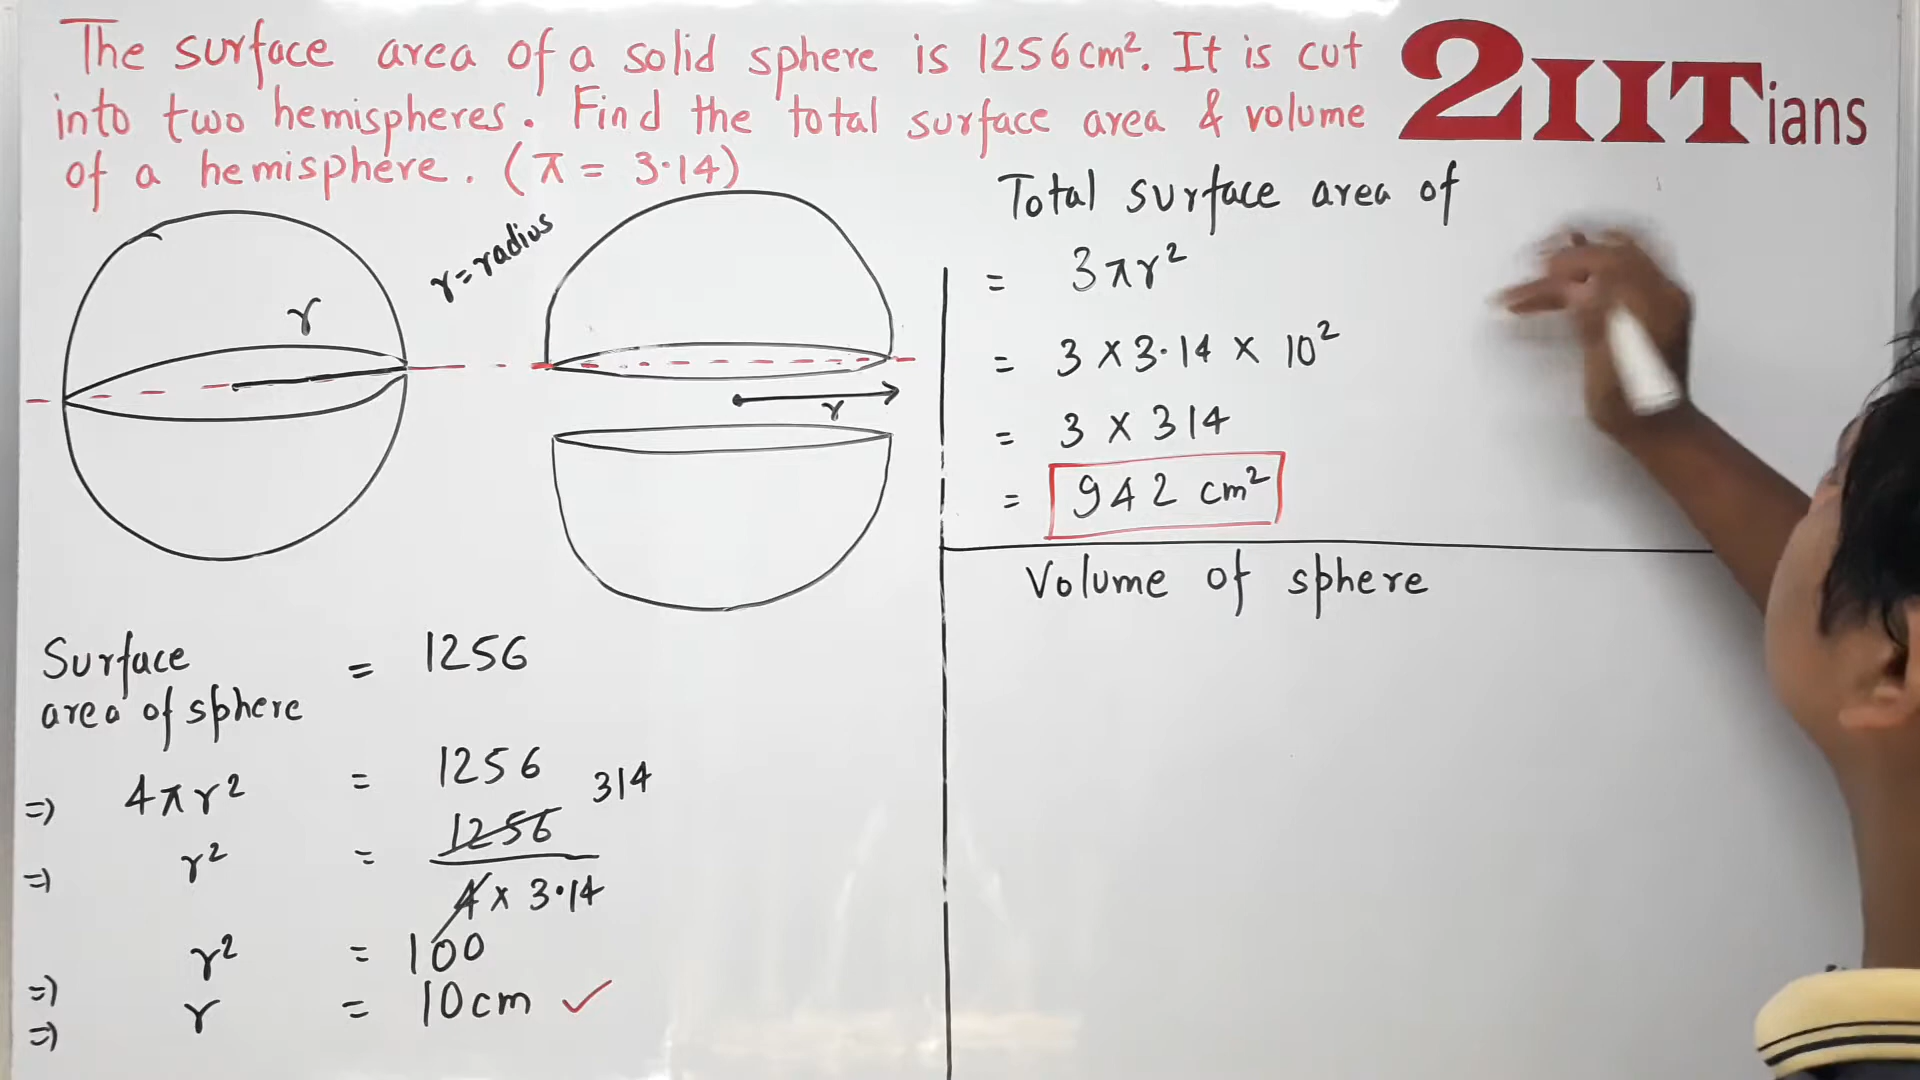 The surface area of a solid sphere is 1256 cm². It is cut
into two hemispheres. Find the total surface area & volume
of a hemisphere. (π = 3·14)
2IITians
r = radius
r
r
Surface
area of sphere = 1256
=> 4πr² = 1256
=> r² = 1256 / 4 × 3·14
314
=> r² = 100
=> r = 10cm ✓
Total surface area of
= 3πr²
= 3 × 3·14 × 10²
= 3 × 314
= 942 cm²
Volume of sphere